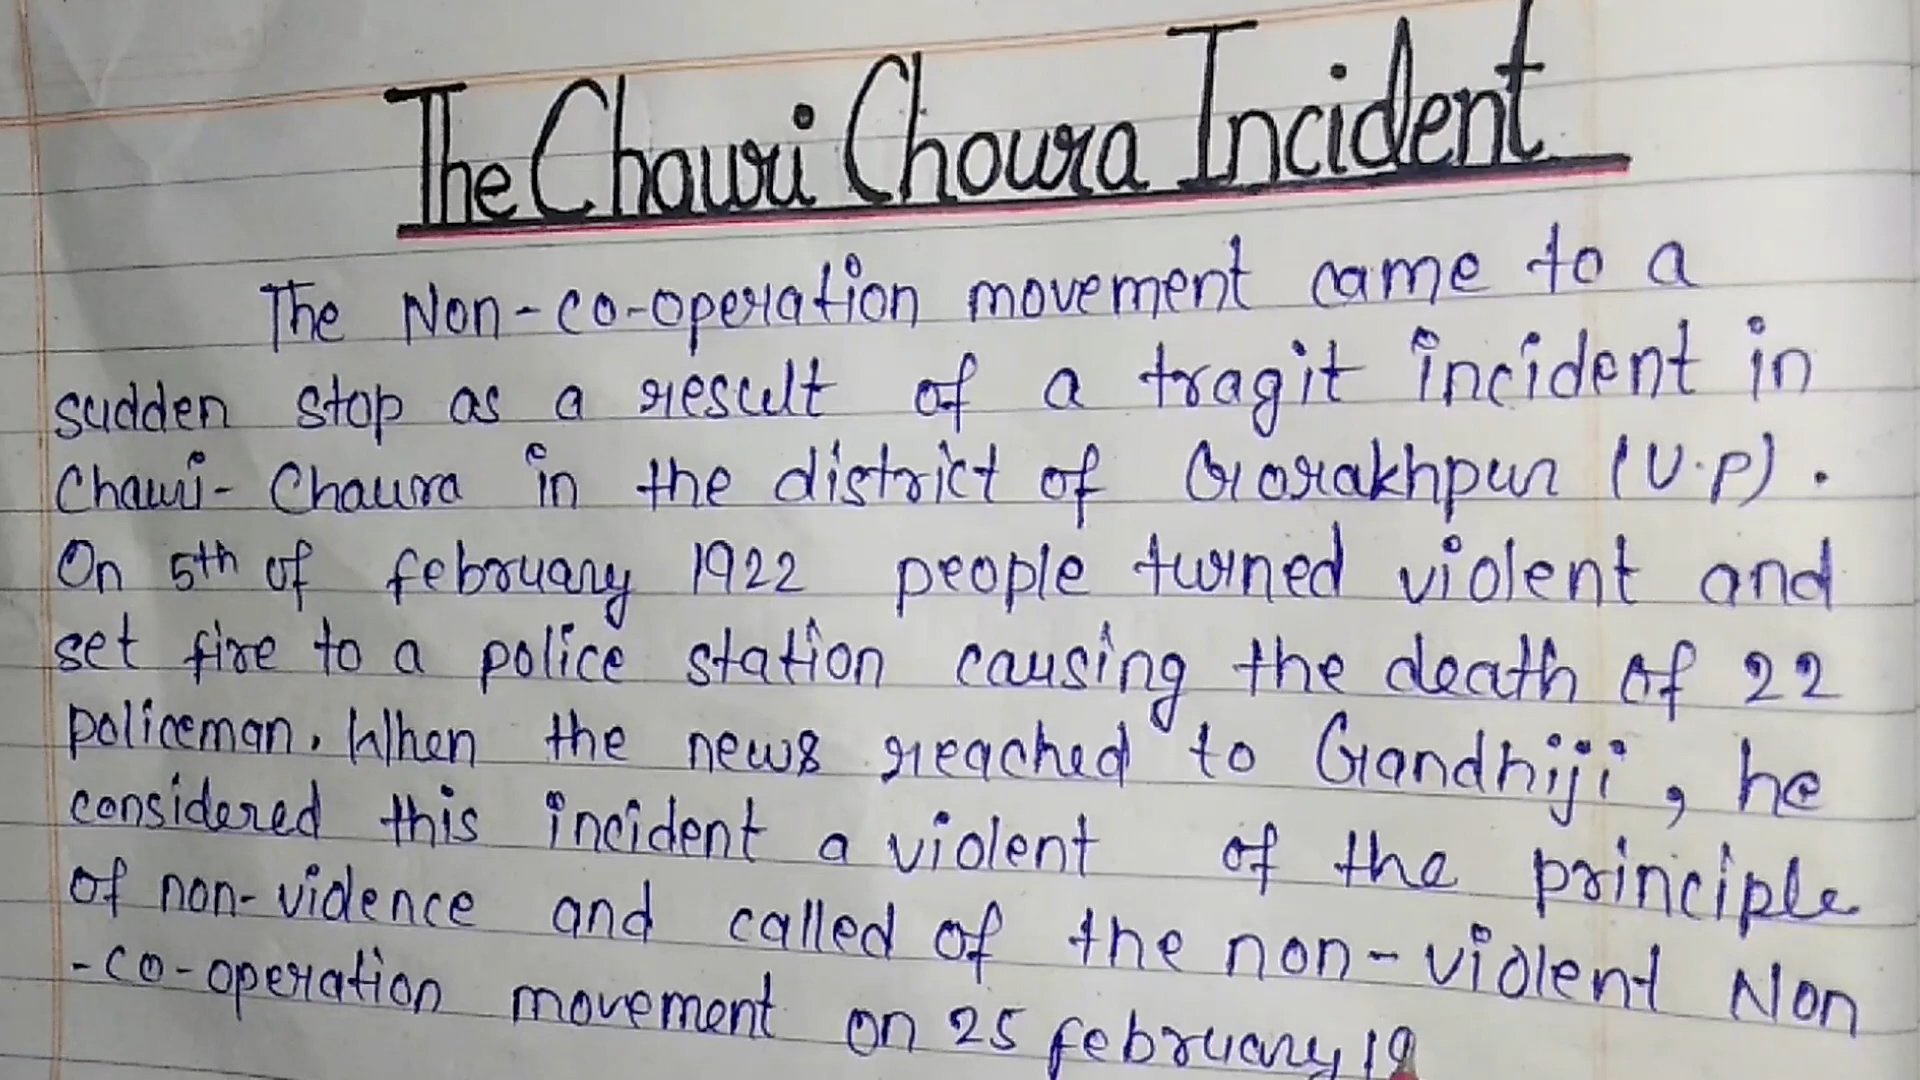 The Chauri Choura Incident
The Non-co-operation movement came to a
sudden stop as a result of a tragit incident in
Chauri-Chaura in the district of Gorakhpur (U.P).
On 5th of february 1922 people turned violent and
set fire to a police station causing the death of 22
policeman. When the news reached to Gandhiji, he
considered this incident a violent of the principle
of non-vidence and called of the non-violent Non
-co-operation movement on 25 february 19